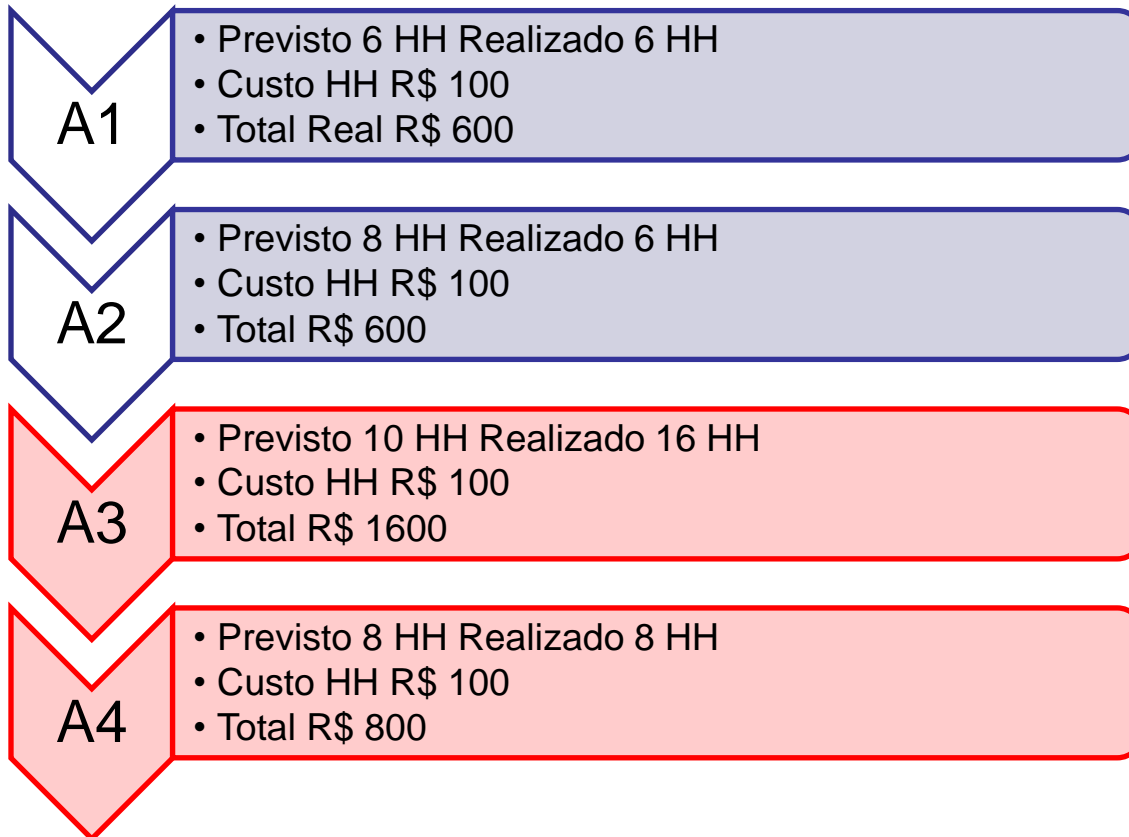 A1
• Previsto 6 HH Realizado 6 HH
• Custo HH R$ 100
• Total Real R$ 600
A2
• Previsto 8 HH Realizado 6 HH
• Custo HH R$ 100
• Total R$ 600
A3
• Previsto 10 HH Realizado 16 HH
• Custo HH R$ 100
• Total R$ 1600
A4
• Previsto 8 HH Realizado 8 HH
• Custo HH R$ 100
• Total R$ 800